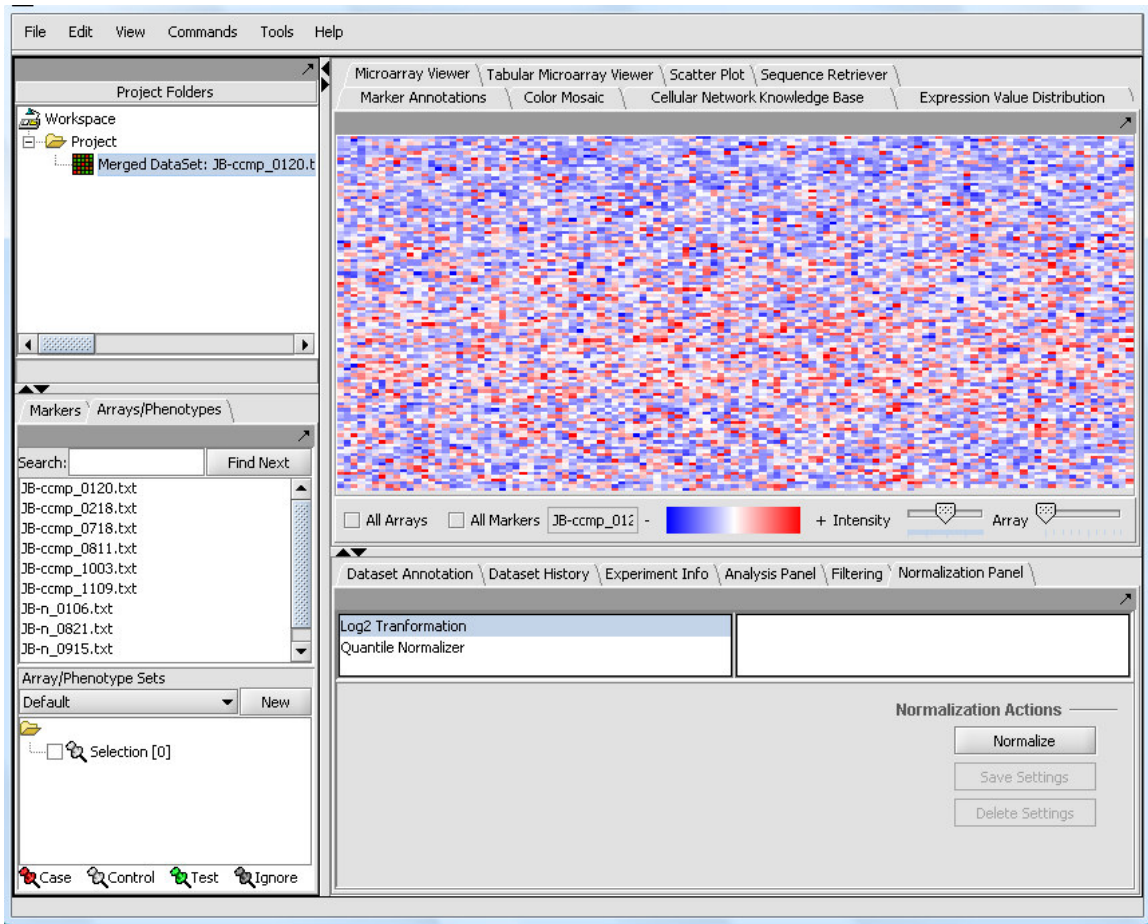 File Edit View Commands Tools Help
Project Folders
Workspace
Project
Merged DataSet: JB-ccmp_0120.t
Markers Arrays/Phenotypes
Search: Find Next
JB-ccmp_0120.txt
JB-ccmp_0218.txt
JB-ccmp_0718.txt
JB-ccmp_0811.txt
JB-ccmp_1003.txt
JB-ccmp_1109.txt
JB-n_0106.txt
JB-n_0821.txt
JB-n_0915.txt
Array/Phenotype Sets
Default New
Selection [0]
Case Control Test Ignore
Microarray Viewer Tabular Microarray Viewer Scatter Plot Sequence Retriever
Marker Annotations Color Mosaic Cellular Network Knowledge Base Expression Value Distribution
All Arrays All Markers JB-ccmp_012 - + Intensity Array
Dataset Annotation Dataset History Experiment Info Analysis Panel Filtering Normalization Panel
Log2 Tranformation
Quantile Normalizer
Normalization Actions
Normalize
Save Settings
Delete Settings